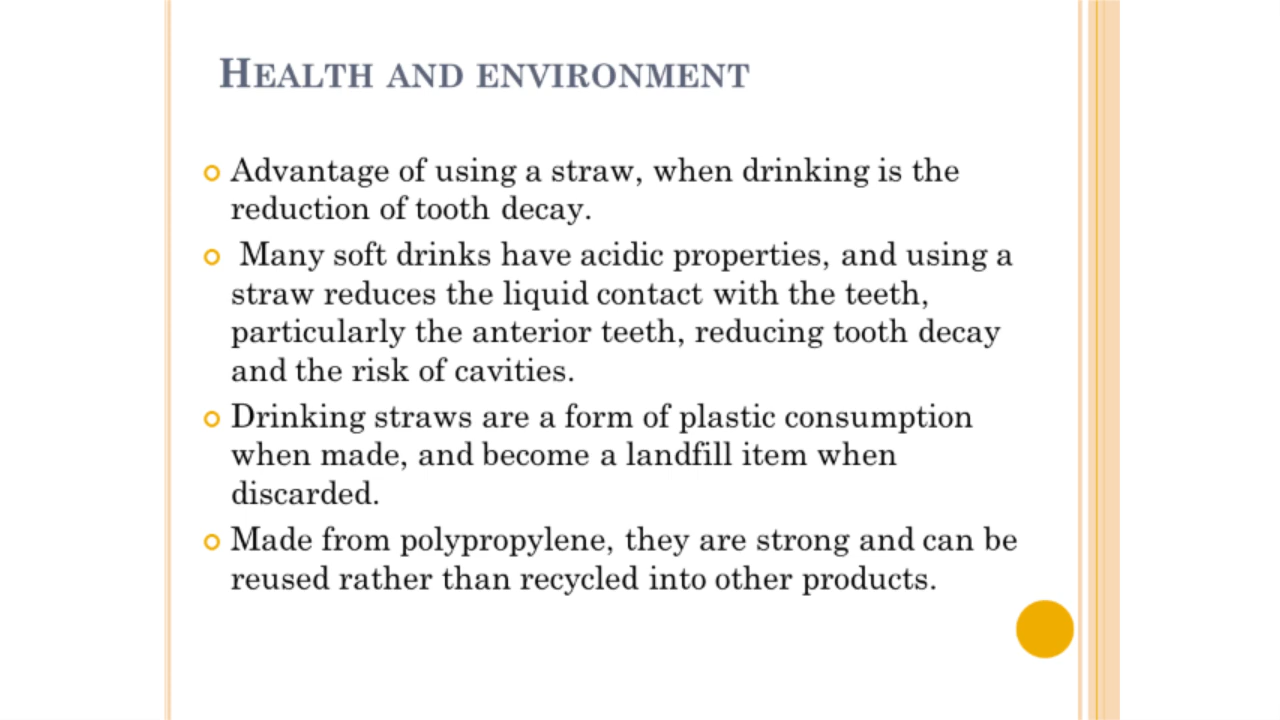 Health and environment
Advantage of using a straw, when drinking is the
reduction of tooth decay.
Many soft drinks have acidic properties, and using a
straw reduces the liquid contact with the teeth,
particularly the anterior teeth, reducing tooth decay
and the risk of cavities.
Drinking straws are a form of plastic consumption
when made, and become a landfill item when
discarded.
Made from polypropylene, they are strong and can be
reused rather than recycled into other products.